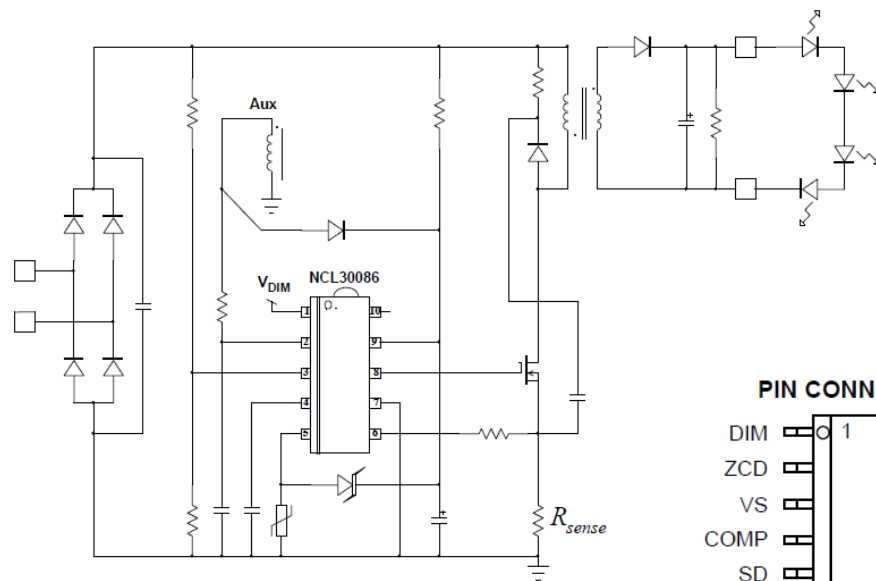 Aux
V_DIM
NCL30086
1
10
2
9
3
8
4
7
5
6
R_sense
PIN CONN
DIM
1
ZCD
VS
COMP
SD